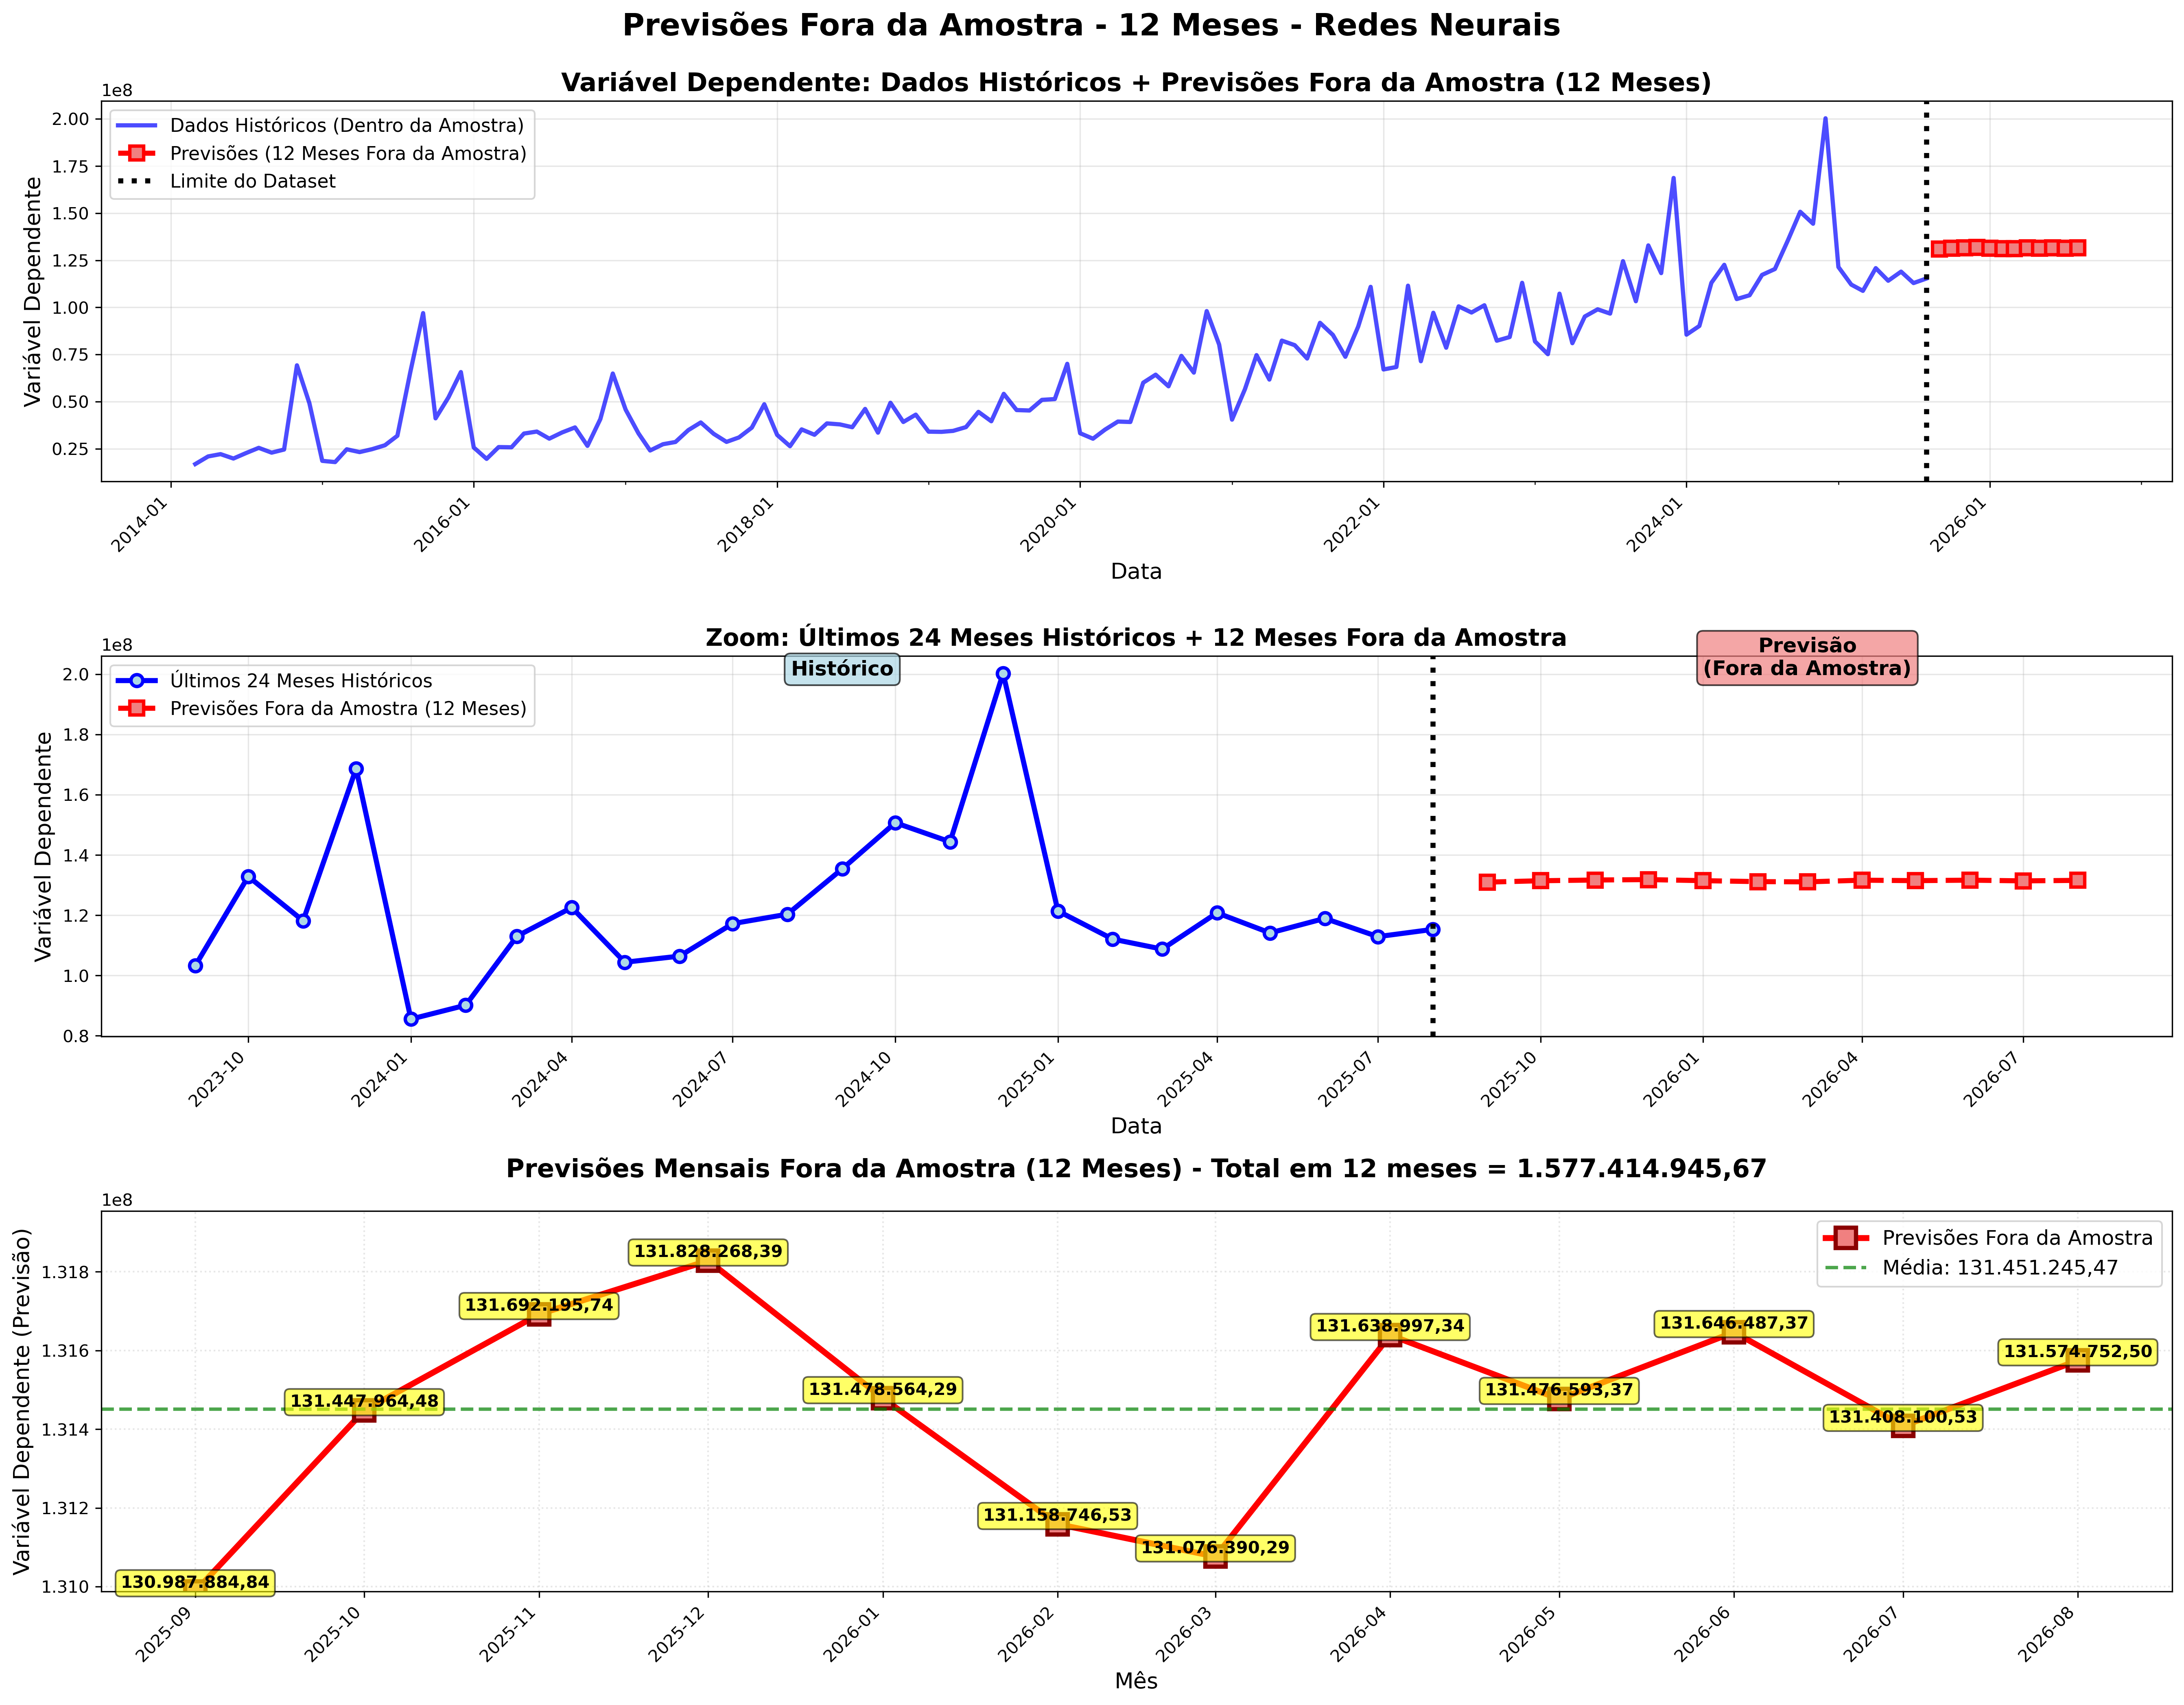 Previsões Fora da Amostra - 12 Meses - Redes Neurais
Variável Dependente: Dados Históricos + Previsões Fora da Amostra (12 Meses)
1e8
Dados Históricos (Dentro da Amostra)
Previsões (12 Meses Fora da Amostra)
Limite do Dataset
Variável Dependente
2.00
1.75
1.50
1.25
1.00
0.75
0.50
0.25
2014-01
2016-01
2018-01
2020-01
2022-01
2024-01
2026-01
Data
Zoom: Últimos 24 Meses Históricos + 12 Meses Fora da Amostra
1e8
Últimos 24 Meses Históricos
Previsões Fora da Amostra (12 Meses)
Histórico
Previsão
(Fora da Amostra)
Variável Dependente
2.0
1.8
1.6
1.4
1.2
1.0
0.8
2023-10
2024-01
2024-04
2024-07
2024-10
2025-01
2025-04
2025-07
2025-10
2026-01
2026-04
2026-07
Data
Previsões Mensais Fora da Amostra (12 Meses) - Total em 12 meses = 1.577.414.945,67
1e8
Previsões Fora da Amostra
Média: 131.451.245,47
Variável Dependente (Previsão)
1.318
1.316
1.314
1.312
1.310
130.987.884,84
131.447.964,48
131.692.195,74
131.828.268,39
131.478.564,29
131.158.746,53
131.076.390,29
131.638.997,34
131.476.593,37
131.646.487,37
131.408.100,53
131.574.752,50
2025-09
2025-10
2025-11
2025-12
2026-01
2026-02
2026-03
2026-04
2026-05
2026-06
2026-07
2026-08
Mês